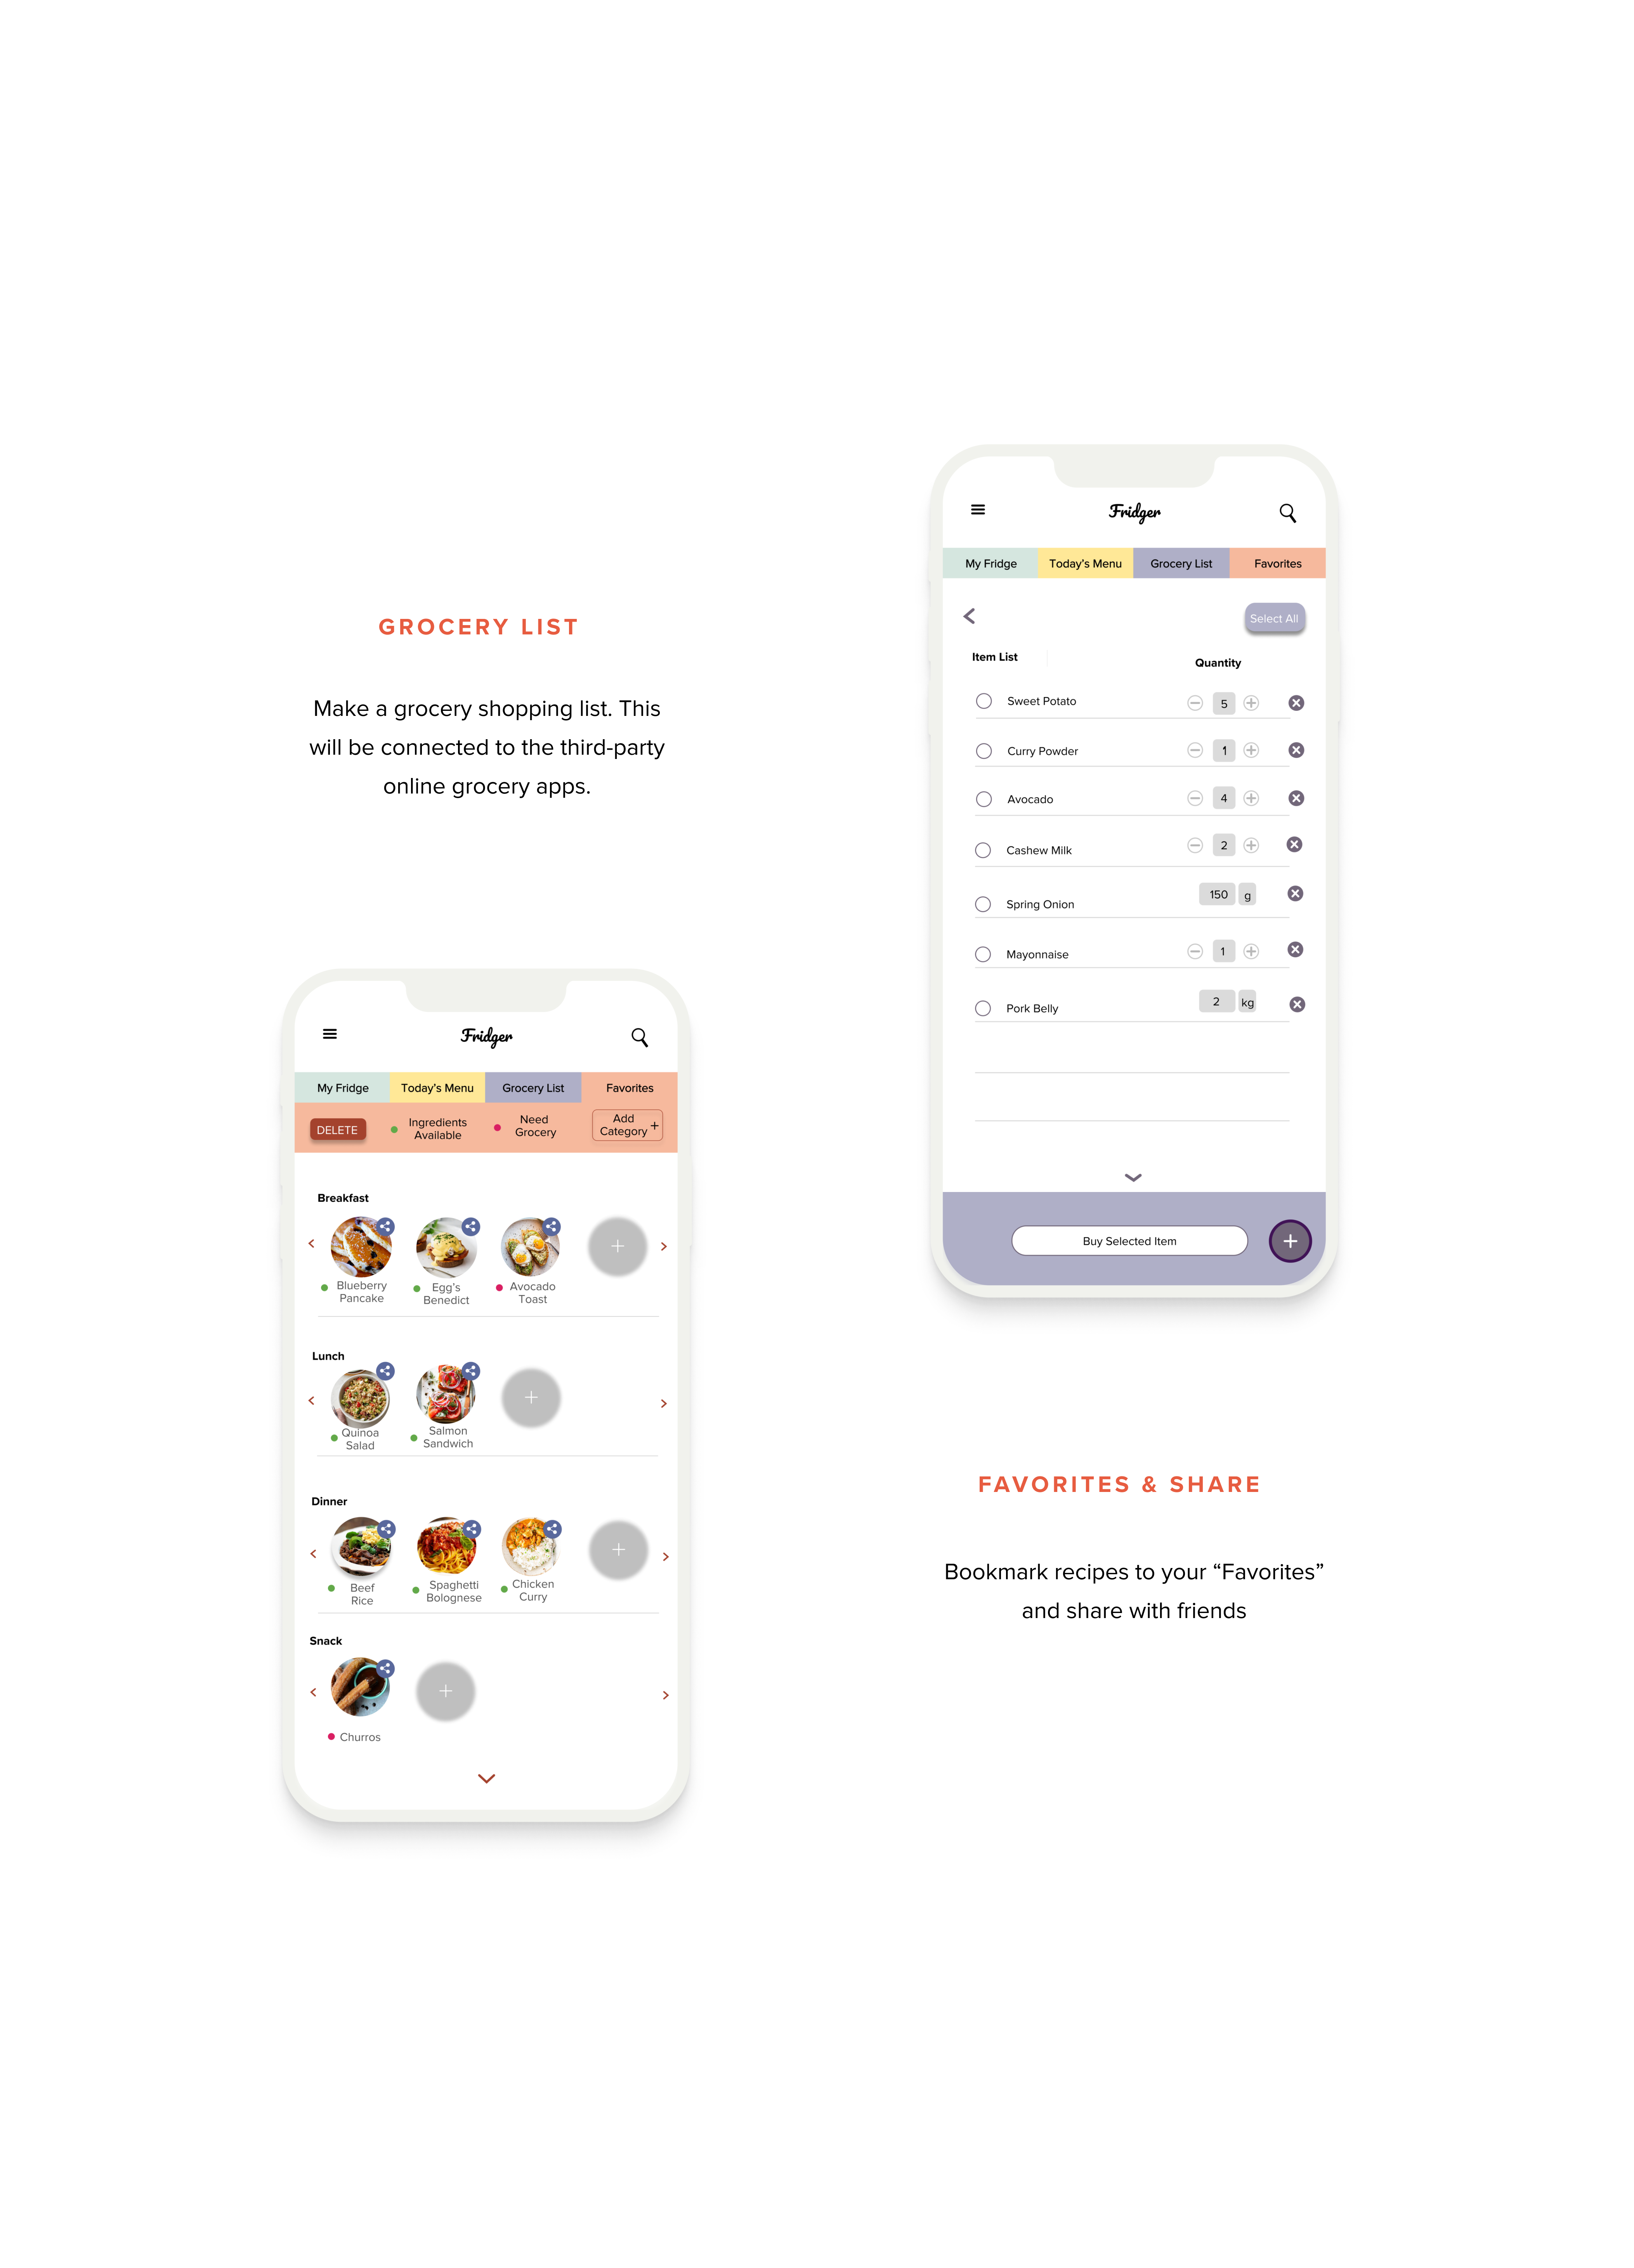 GROCERY LIST
Make a grocery shopping list. This
will be connected to the third-party
online grocery apps.
Fridger
My Fridge Today's Menu Grocery List Favorites
Select All
Item List Quantity
Sweet Potato 5
Curry Powder 1
Avocado 4
Cashew Milk 2
Spring Onion 150 g
Mayonnaise 1
Pork Belly 2 kg
Buy Selected Item
Fridger
My Fridge Today's Menu Grocery List Favorites
DELETE
Ingredients
Available
Need
Grocery
Add
Category +
Breakfast
Blueberry
Pancake
Egg's
Benedict
Avocado
Toast
Lunch
Quinoa
Salad
Salmon
Sandwich
Dinner
Beef
Rice
Spaghetti
Bolognese
Chicken
Curry
Snack
Churros
FAVORITES & SHARE
Bookmark recipes to your “Favorites”
and share with friends